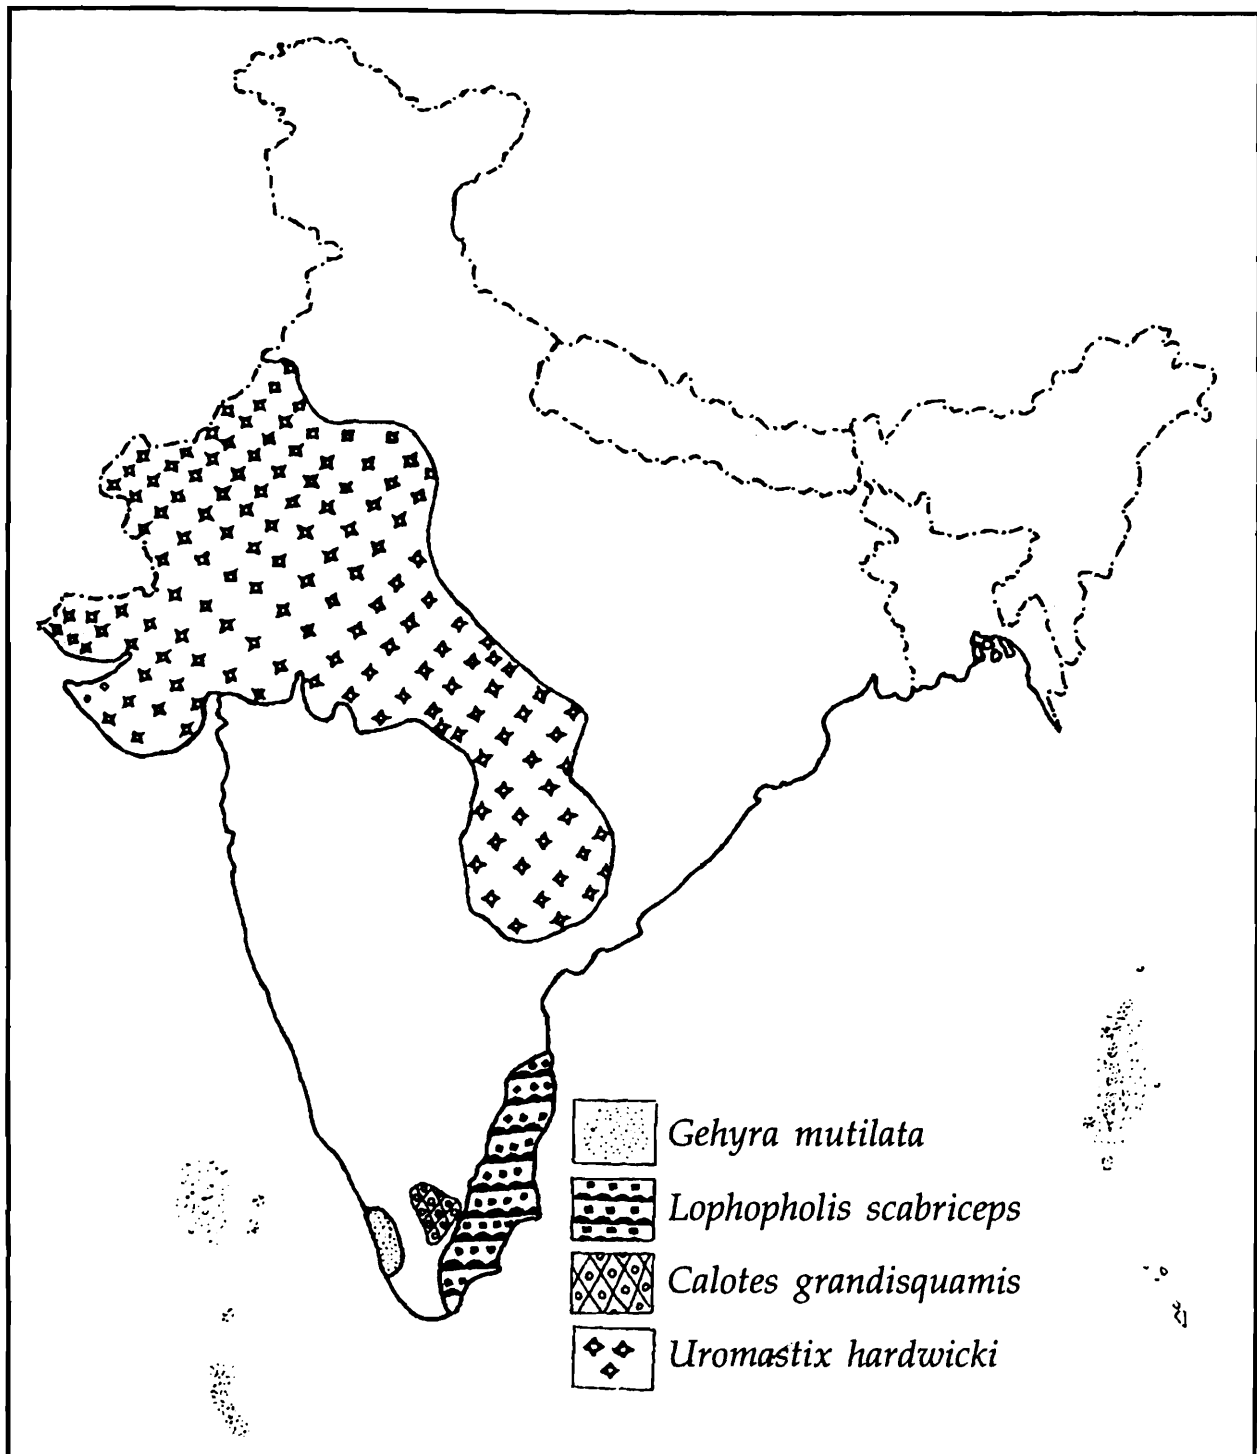 Gehyra mutilata
Lophopholis scabriceps
Calotes grandisquamis
Uromastix hardwicki